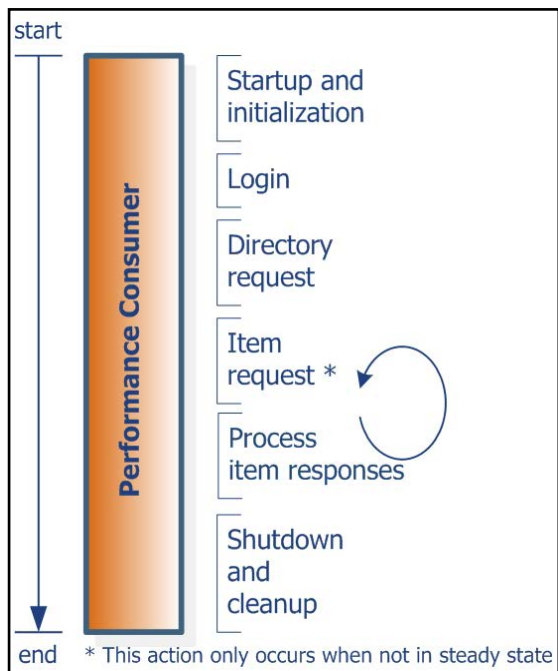 start
Performance Consumer
Startup and
initialization
Login
Directory
request
Item
request *
Process
item responses
Shutdown
and
cleanup
end
* This action only occurs when not in steady state